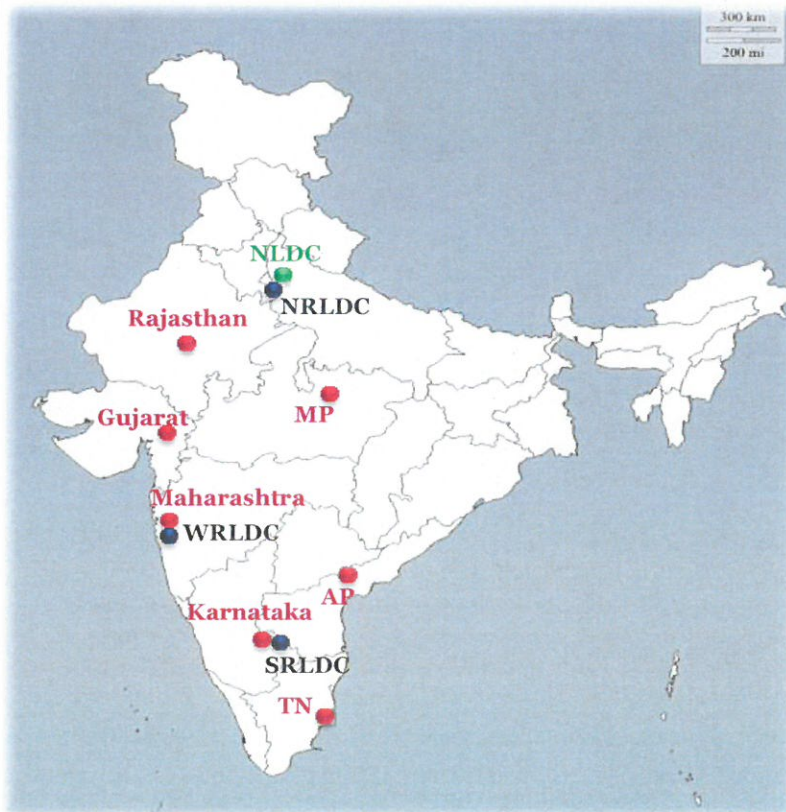 300 km
200 mi
NLDC
NRLDC
Rajasthan
MP
Gujarat
Maharashtra
WRLDC
AP
Karnataka
SRLDC
TN